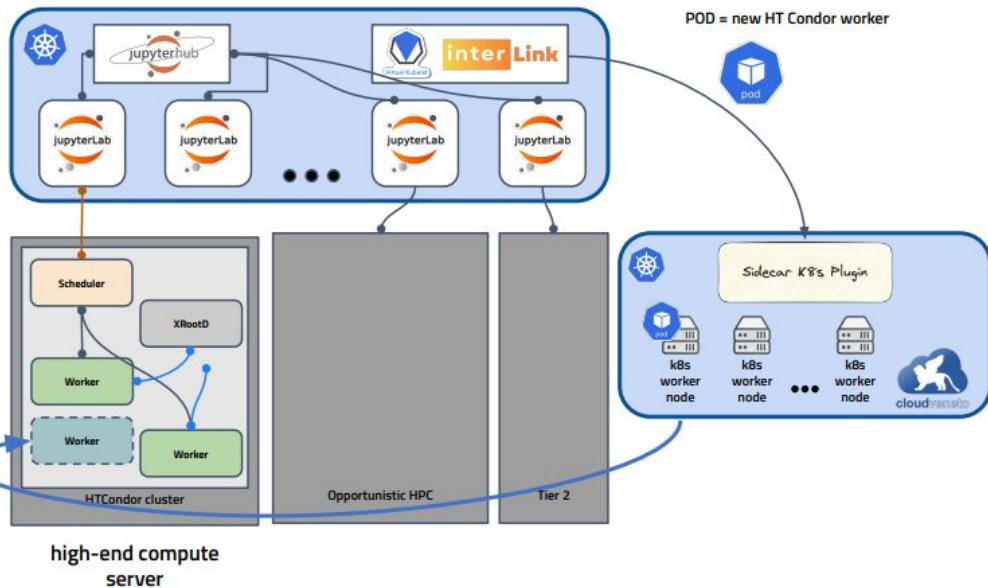 POD = new HT Condor worker
jupyterhub
Virtual Kubelet
interLink
pod
jupyterLab
jupyterLab
jupyterLab
jupyterLab
Sidecar K8s Plugin
Scheduler
XRootD
Worker
Worker
Worker
pod
k8s
worker
node
k8s
worker
node
k8s
worker
node
cloudveneto
HTCondor cluster
Opportunistic HPC
Tier 2
high-end compute
server